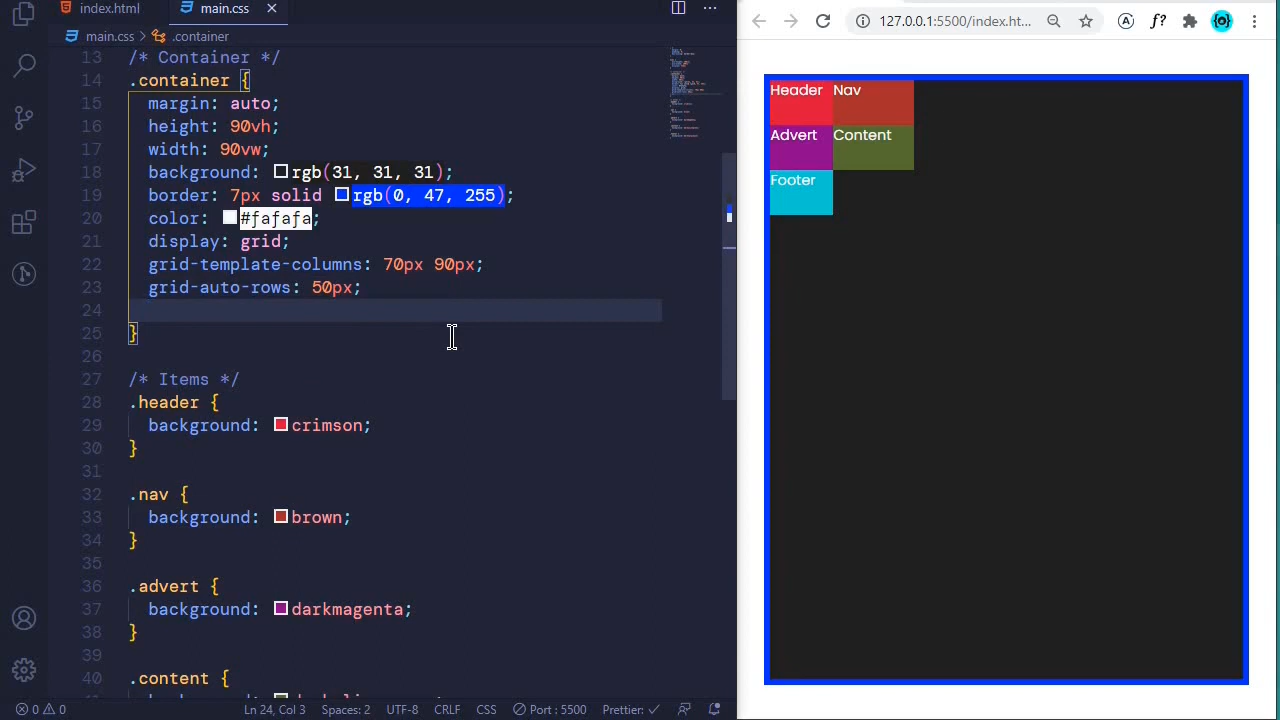 index.html
main.css
main.css > .container
13 /* Container */
14 .container {
15 margin: auto;
16 height: 90vh;
17 width: 90vw;
18 background: rgb(31, 31, 31);
19 border: 7px solid rgb(0, 47, 255);
20 color: #fafafa;
21 display: grid;
22 grid-template-columns: 70px 90px;
23 grid-auto-rows: 50px;
24
25 }
26
27 /* Items */
28 .header {
29 background: crimson;
30 }
31
32 .nav {
33 background: brown;
34 }
35
36 .advert {
37 background: darkmagenta;
38 }
39
40 .content {
0 0
Ln 24, Col 3
Spaces: 2
UTF-8
CRLF
CSS
Port : 5500
Prettier:
127.0.0.1:5500/index.ht...
Header
Nav
Advert
Content
Footer